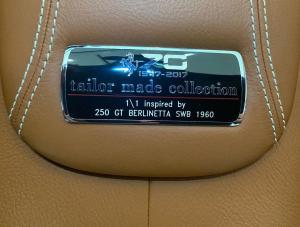 70
1947-2017
tailor made collection
1\1 inspired by
250 GT BERLINETTA SWB 1960